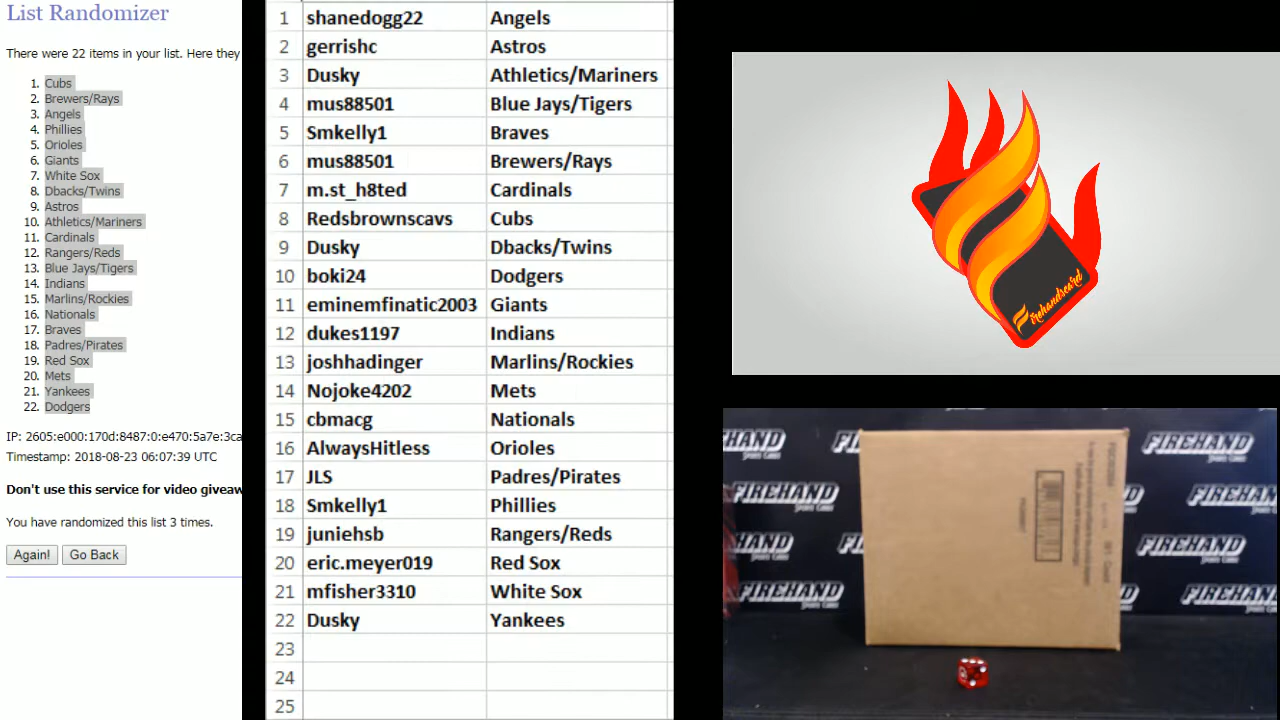 List Randomizer
There were 22 items in your list. Here they
1. Cubs
2. Brewers/Rays
3. Angels
4. Phillies
5. Orioles
6. Giants
7. White Sox
8. Dbacks/Twins
9. Astros
10. Athletics/Mariners
11. Cardinals
12. Rangers/Reds
13. Blue Jays/Tigers
14. Indians
15. Marlins/Rockies
16. Nationals
17. Braves
18. Padres/Pirates
19. Red Sox
20. Mets
21. Yankees
22. Dodgers
IP: 2605:e000:170d:8487:0:e470:5a7e:3ca
Timestamp: 2018-08-23 06:07:39 UTC
Don't use this service for video giveaw
You have randomized this list 3 times.
Again! Go Back
1 shanedogg22 Angels
2 gerrishc Astros
3 Dusky Athletics/Mariners
4 mus88501 Blue Jays/Tigers
5 Smkelly1 Braves
6 mus88501 Brewers/Rays
7 m.st_h8ted Cardinals
8 Redsbrownscavs Cubs
9 Dusky Dbacks/Twins
10 boki24 Dodgers
11 eminemfinatic2003 Giants
12 dukes1197 Indians
13 joshhadinger Marlins/Rockies
14 Nojoke4202 Mets
15 cbmacg Nationals
16 AlwaysHitless Orioles
17 JLS Padres/Pirates
18 Smkelly1 Phillies
19 juniehsb Rangers/Reds
20 eric.meyer019 Red Sox
21 mfisher3310 White Sox
22 Dusky Yankees
23
24
25
Firehandscard
FIREHAND
SPORTS CARDS
FIREHAND
FIREHAND
FIREHAND
FIREHAND
FIREHAND
FIREHAND